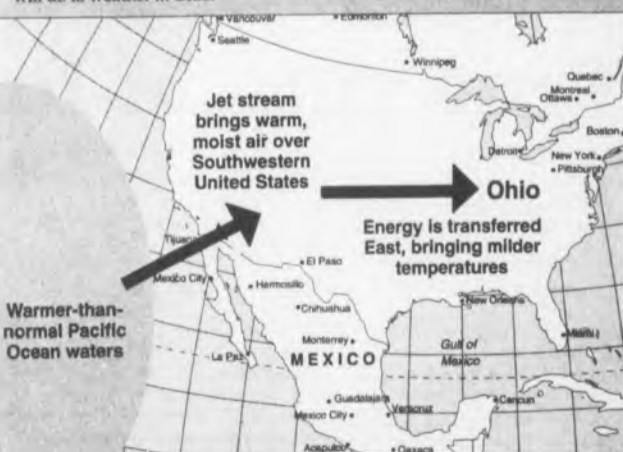 Vancouver
Edmonton
Seattle
Winnipeg
Quebec
Montreal
Ottawa
Boston
Detroit
New York
Pittsburgh
Jet stream
brings warm,
moist air over
Southwestern
United States
Ohio
Energy is transferred
East, bringing milder
temperatures
Tijuana
Mexico City
El Paso
Hermosillo
Chihuahua
New Orleans
Miami
Warmer-than-
normal Pacific
Ocean waters
Monterrey
La Paz
MEXICO
Gulf of
Mexico
Guadalajara
Mexico City
Veracruz
Cancun
Acapulco
Oaxaca